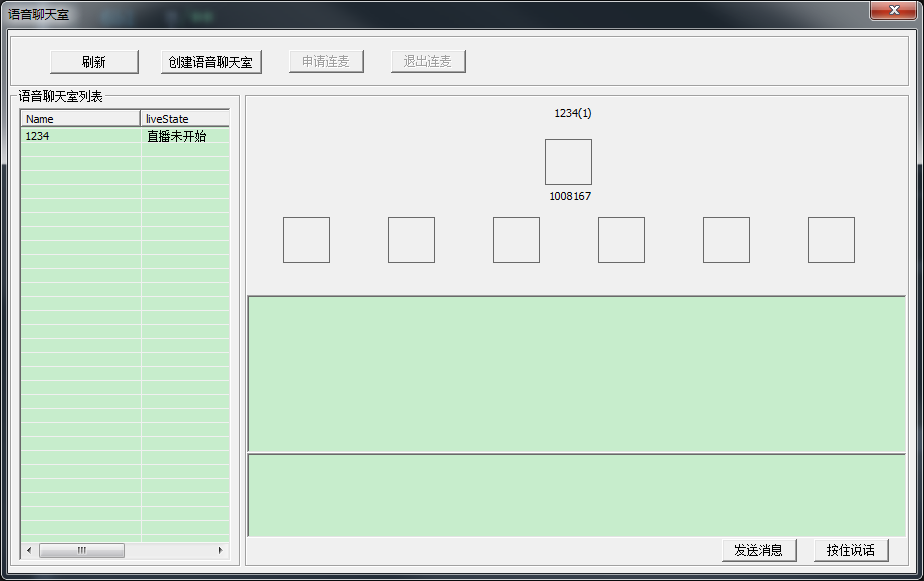 语音聊天室
刷新
创建语音聊天室
申请连麦
退出连麦
语音聊天室列表
Name liveState
1234 直播未开始
1234(1)
1008167
发送消息
按住说话